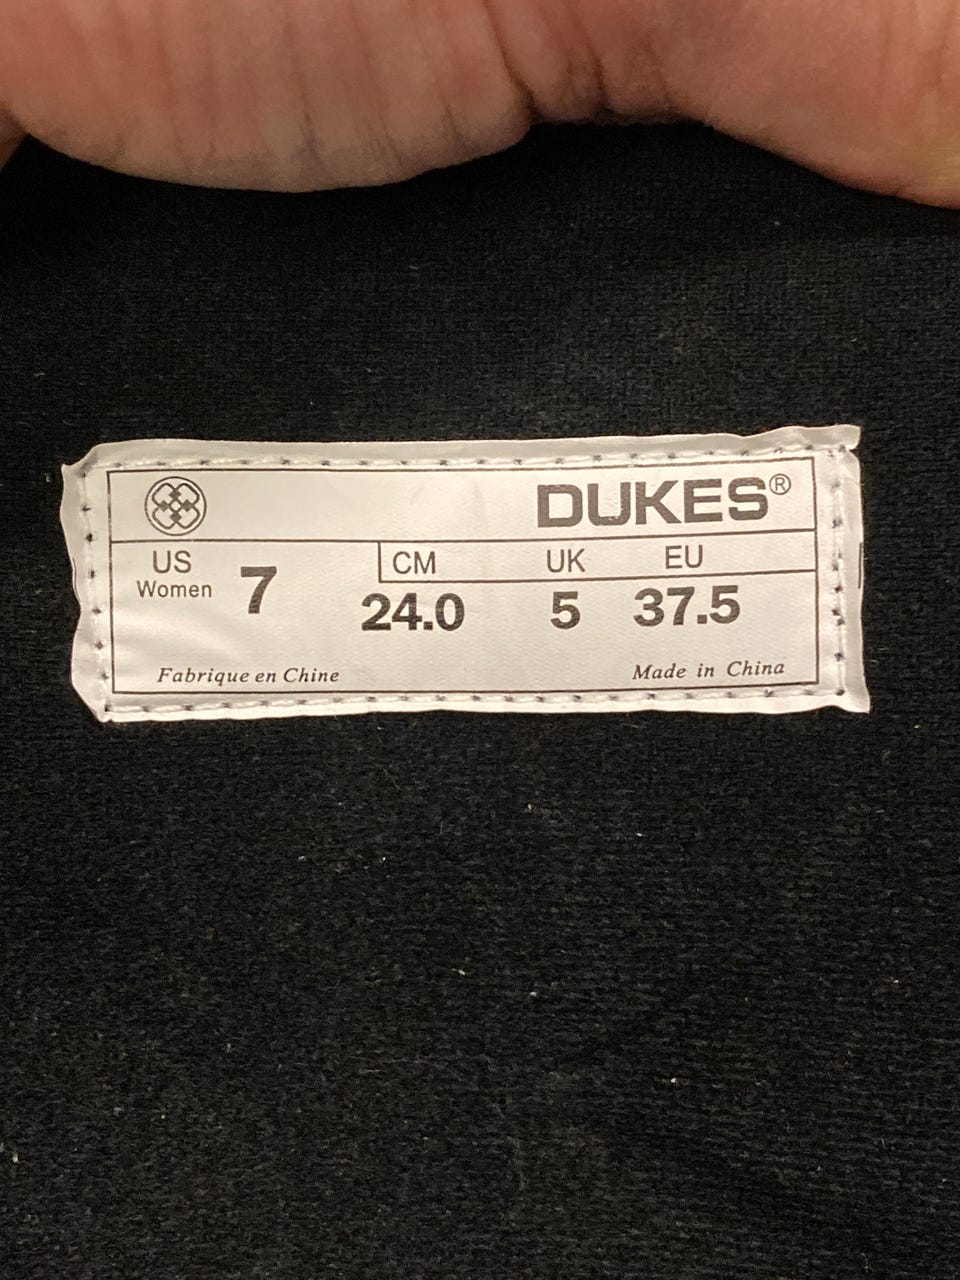 DUKES®
US Women 7 CM UK EU
24.0 5 37.5
Fabrique en Chine Made in China